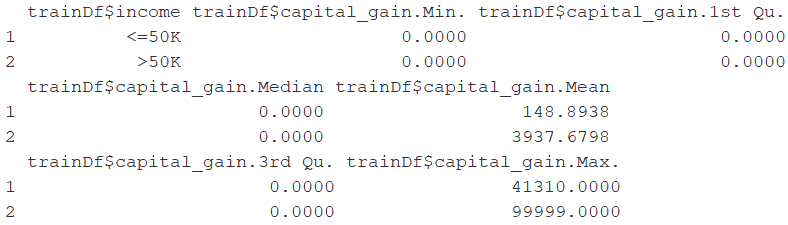 trainDf$income trainDf$capital_gain.Min. trainDf$capital_gain.1st Qu.
1 <=50K 0.0000 0.0000
2 >50K 0.0000 0.0000
trainDf$capital_gain.Median trainDf$capital_gain.Mean
1 0.0000 148.8938
2 0.0000 3937.6798
trainDf$capital_gain.3rd Qu. trainDf$capital_gain.Max.
1 0.0000 41310.0000
2 0.0000 99999.0000